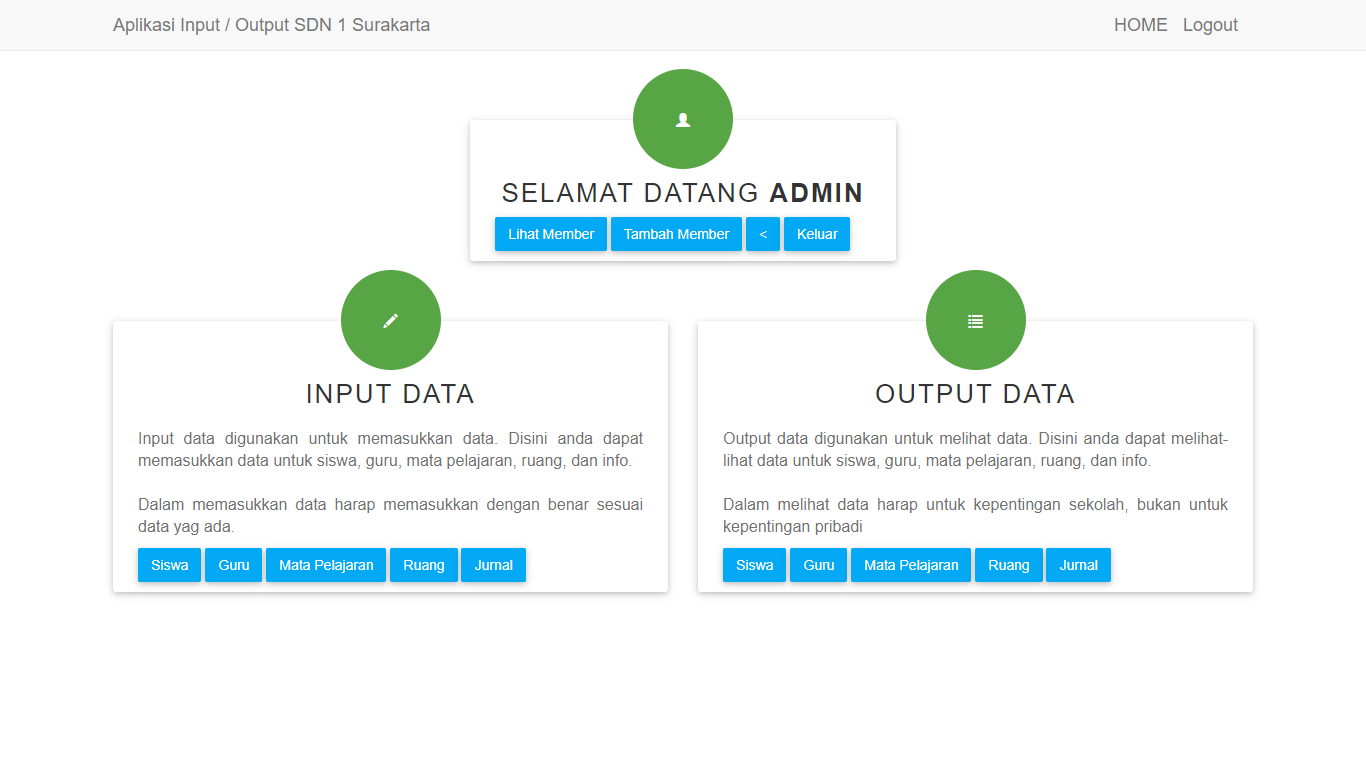 Aplikasi Input / Output SDN 1 Surakarta
HOME Logout
SELAMAT DATANG ADMIN
Lihat Member Tambah Member < Keluar
INPUT DATA
Input data digunakan untuk memasukkan data. Disini anda dapat
memasukkan data untuk siswa, guru, mata pelajaran, ruang, dan info.
Dalam memasukkan data harap memasukkan dengan benar sesuai
data yag ada.
Siswa Guru Mata Pelajaran Ruang Jurnal
OUTPUT DATA
Output data digunakan untuk melihat data. Disini anda dapat melihat-
lihat data untuk siswa, guru, mata pelajaran, ruang, dan info.
Dalam melihat data harap untuk kepentingan sekolah, bukan untuk
kepentingan pribadi
Siswa Guru Mata Pelajaran Ruang Jurnal